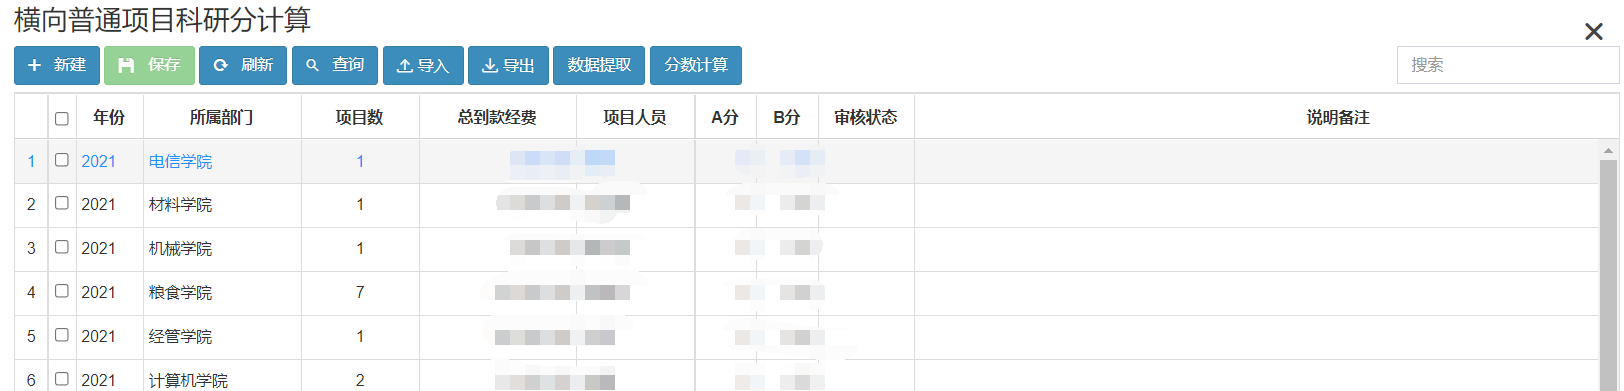 横向普通项目科研分计算
新建 保存 刷新 查询 导入 导出 数据提取 分数计算 搜索
年份 所属部门 项目数 总到款经费 项目人员 A分 B分 审核状态 说明备注
1 2021 电信学院 1
2 2021 材料学院 1
3 2021 机械学院 1
4 2021 粮食学院 7
5 2021 经管学院 1
6 2021 计算机学院 2